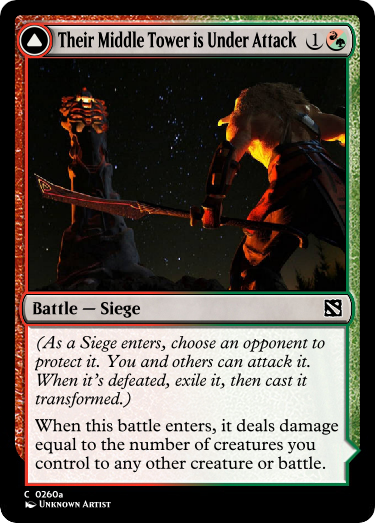 Their Middle Tower is Under Attack 1
Battle — Siege
(As a Siege enters, choose an opponent to
protect it. You and others can attack it.
When it's defeated, exile it, then cast it
transformed.)
When this battle enters, it deals damage
equal to the number of creatures you
control to any other creature or battle.
C 0260a
Unknown Artist